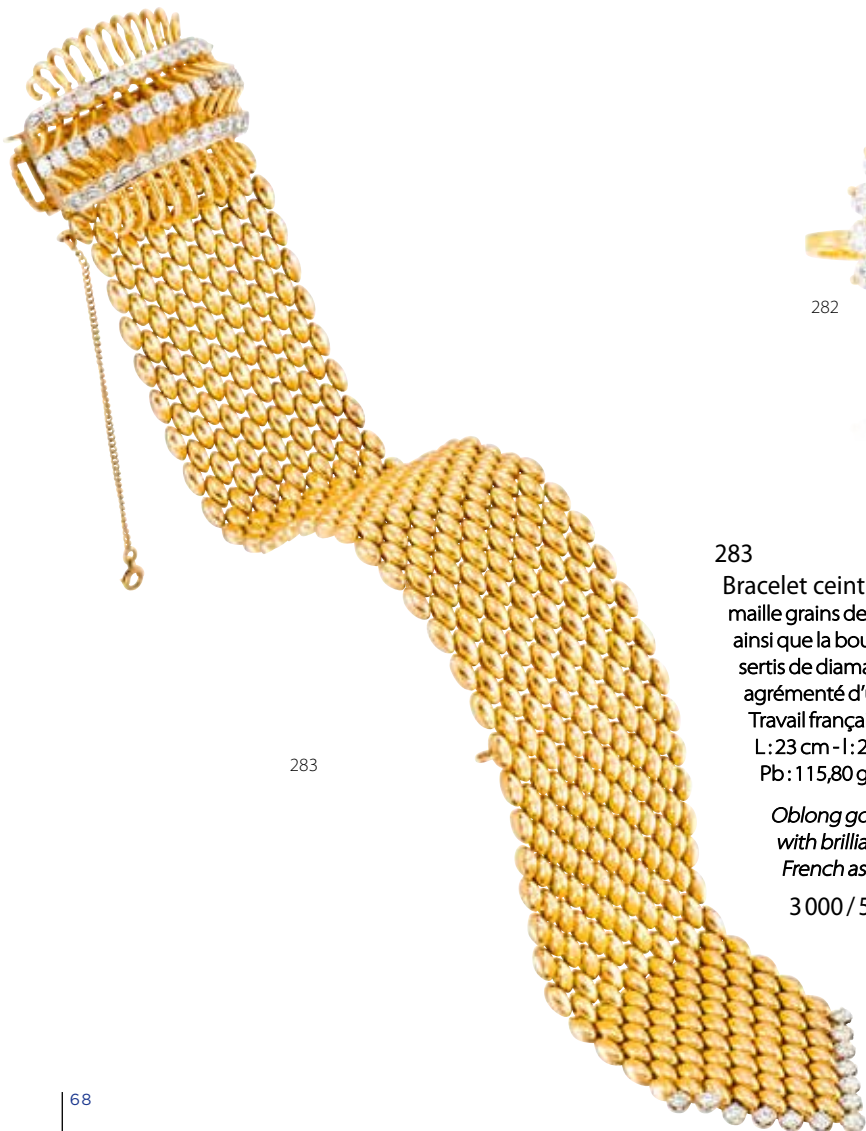 282
283
Bracelet ceint
maille grains de
ainsi que la bou
sertis de diama
agrémenté d'
Travail frança
L : 23 cm - l : 2
Pb : 115,80 g
Oblong go
with brillia
French as
3 000 / 5
283
68